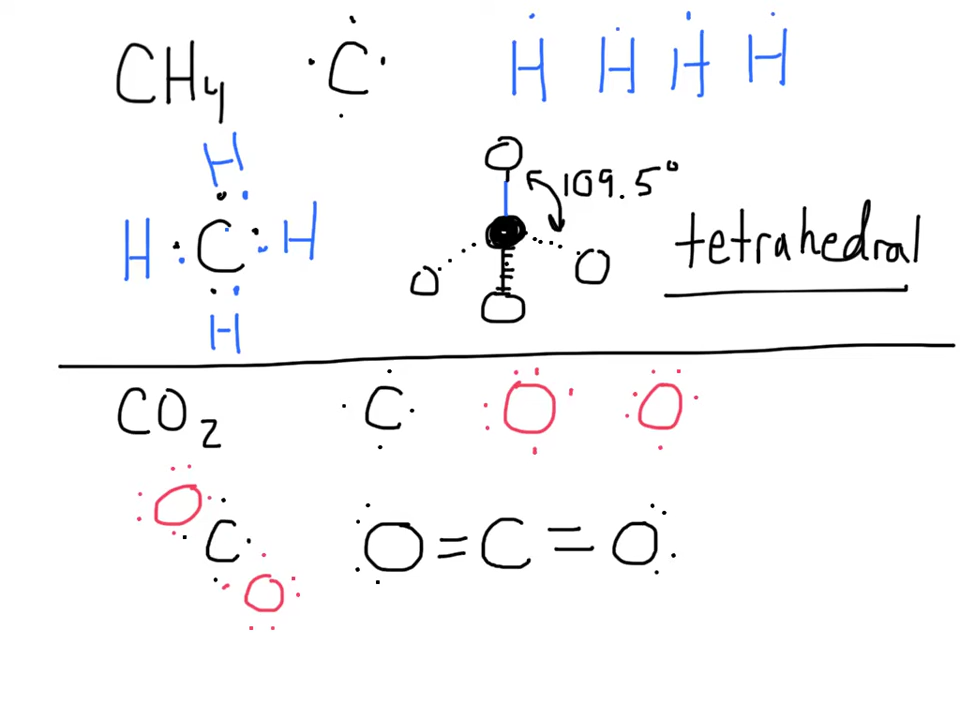 CH4 C H H H H
H
H C H
H
109.5°
tetrahedral
CO2 C O O
O
C
O
O=C=O